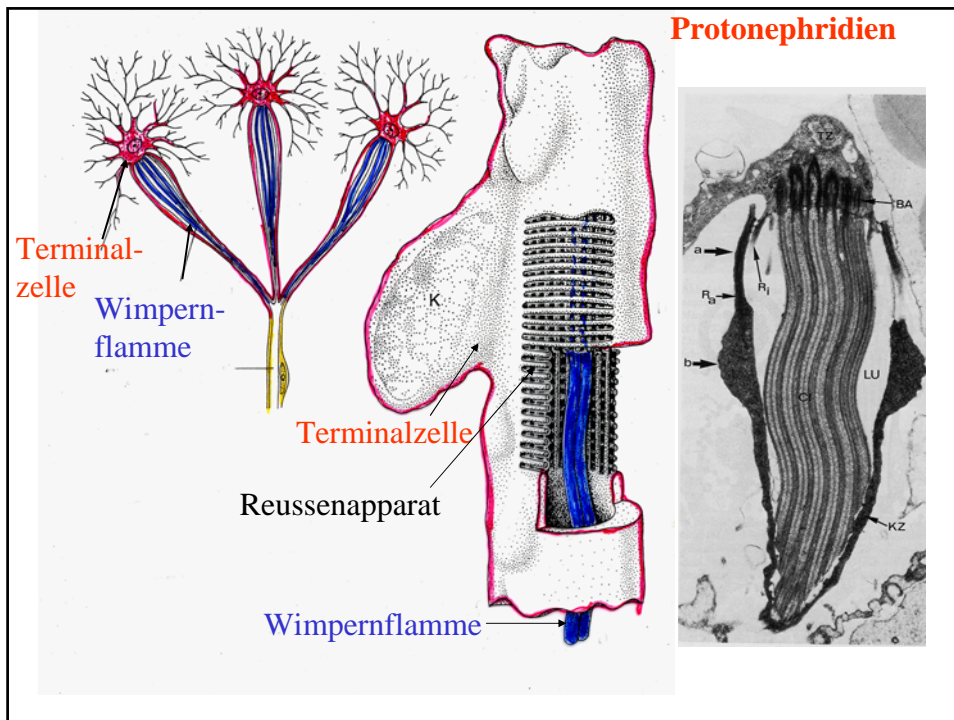 Protonephridien
Terminal-
zelle
Wimpern-
flamme
K
Terminalzelle
Reussenapparat
Wimpernflamme
TZ
BA
a
Ri
Ra
b
LU
CI
KZ